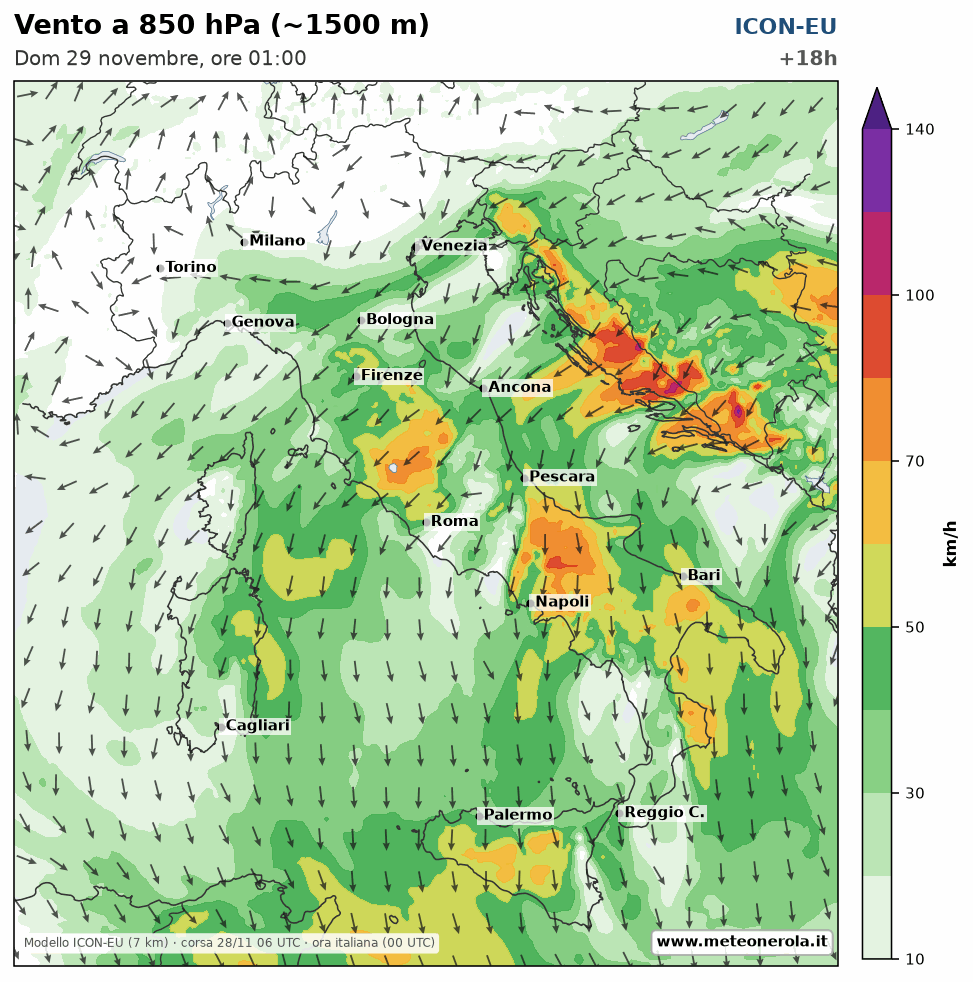 Vento a 850 hPa (~1500 m)
ICON-EU
Dom 29 novembre, ore 01:00
+18h
140
100
70
50
30
10
km/h
Milano
Venezia
Torino
Genova
Bologna
Firenze
Ancona
Pescara
Roma
Bari
Napoli
Cagliari
Palermo
Reggio C.
Modello ICON-EU (7 km) · corsa 28/11 06 UTC · ora italiana (00 UTC)
www.meteonerola.it